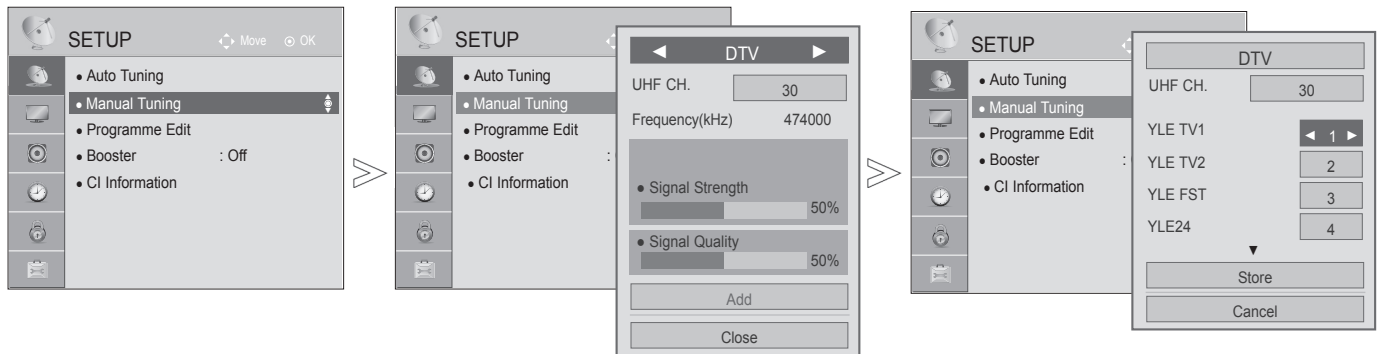 SETUP
Move OK
• Auto Tuning
• Manual Tuning
• Programme Edit
• Booster : Off
• CI Information
SETUP
• Auto Tuning
• Manual Tuning
• Programme Edit
• Booster :
• CI Information
◄ DTV ►
UHF CH. 30
Frequency(kHz) 474000
• Signal Strength
50%
• Signal Quality
50%
Add
Close
SETUP
• Auto Tuning
• Manual Tuning
• Programme Edit
• Booster :
• CI Information
DTV
UHF CH. 30
YLE TV1 ◄ 1 ►
YLE TV2 2
YLE FST 3
YLE24 4
▼
Store
Cancel